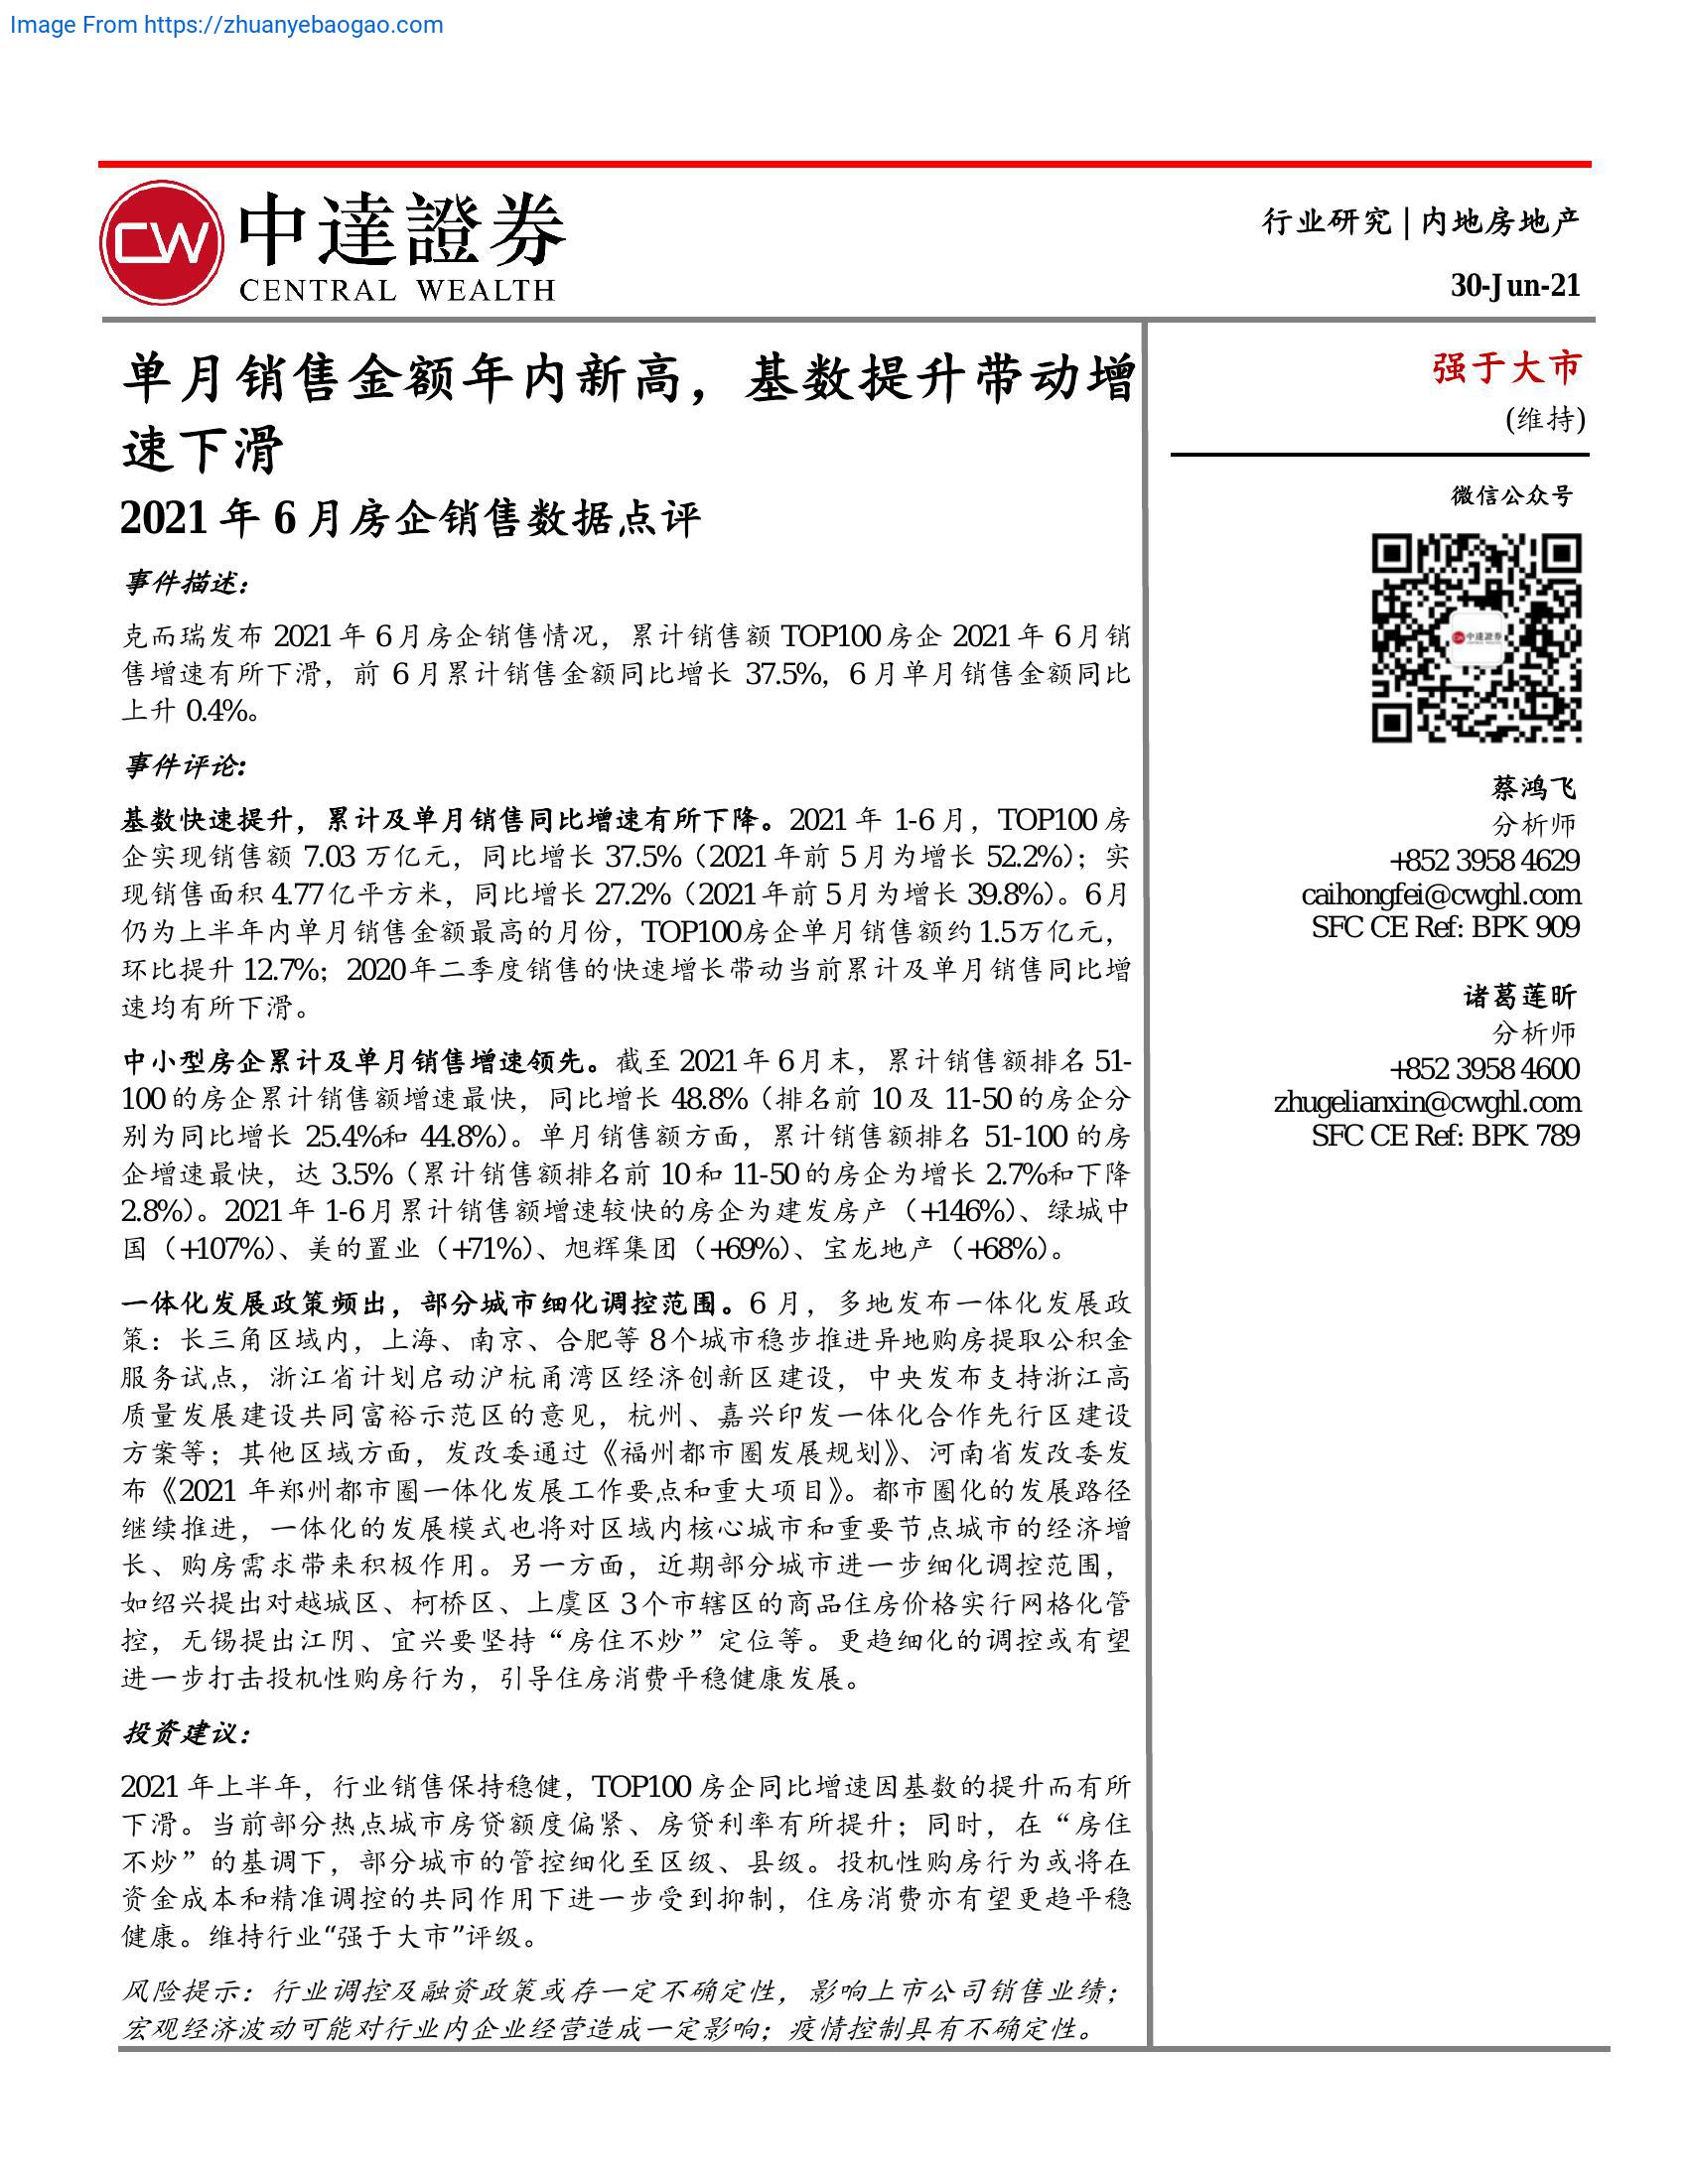 Image From https://zhuanyebaogao.com
CW
中達證券
CENTRAL WEALTH
行业研究|内地房地产
30-Jun-21
单月销售金额年内新高，基数提升带动增
速下滑
2021 年 6 月房企销售数据点评
事件描述：
克而瑞发布 2021 年 6 月房企销售情况，累计销售额 TOP100 房企 2021 年 6 月销
售增速有所下滑，前 6 月累计销售金额同比增长 37.5%，6 月单月销售金额同比
上升 0.4%。
事件评论:
基数快速提升，累计及单月销售同比增速有所下降。2021 年 1-6 月，TOP100 房
企实现销售额 7.03 万亿元，同比增长 37.5%（2021 年前 5 月为增长 52.2%）；实
现销售面积 4.77 亿平方米，同比增长 27.2%（2021 年前 5 月为增长 39.8%）。6 月
仍为上半年内单月销售金额最高的月份，TOP100 房企单月销售额约 1.5 万亿元，
环比提升 12.7%；2020 年二季度销售的快速增长带动当前累计及单月销售同比增
速均有所下滑。
中小型房企累计及单月销售增速领先。截至 2021 年 6 月末，累计销售额排名 51-
100 的房企累计销售额增速最快，同比增长 48.8%（排名前 10 及 11-50 的房企分
别为同比增长 25.4%和 44.8%）。单月销售额方面，累计销售额排名 51-100 的房
企增速最快，达 3.5%（累计销售额排名前 10 和 11-50 的房企为增长 2.7%和下降
2.8%）。2021 年 1-6 月累计销售额增速较快的房企为建发房产（+146%）、绿城中
国（+107%）、美的置业（+71%）、旭辉集团（+69%）、宝龙地产（+68%）。
一体化发展政策频出，部分城市细化调控范围。6 月，多地发布一体化发展政
策：长三角区域内，上海、南京、合肥等 8 个城市稳步推进异地购房提取公积金
服务试点，浙江省计划启动沪杭甬湾区经济创新区建设，中央发布支持浙江高
质量发展建设共同富裕示范区的意见，杭州、嘉兴印发一体化合作先行区建设
方案等；其他区域方面，发改委通过《福州都市圈发展规划》、河南省发改委发
布《2021 年郑州都市圈一体化发展工作要点和重大项目》。都市圈化的发展路径
继续推进，一体化的发展模式也将对区域内核心城市和重要节点城市的经济增
长、购房需求带来积极作用。另一方面，近期部分城市进一步细化调控范围，
如绍兴提出对越城区、柯桥区、上虞区 3 个市辖区的商品住房价格实行网格化管
控，无锡提出江阴、宜兴要坚持“房住不炒”定位等。更趋细化的调控或有望
进一步打击投机性购房行为，引导住房消费平稳健康发展。
投资建议：
2021 年上半年，行业销售保持稳健，TOP100 房企同比增速因基数的提升而有所
下滑。当前部分热点城市房贷额度偏紧、房贷利率有所提升；同时，在“房住
不炒”的基调下，部分城市的管控细化至区级、县级。投机性购房行为或将在
资金成本和精准调控的共同作用下进一步受到抑制，住房消费亦有望更趋平稳
健康。维持行业“强于大市”评级。
风险提示：行业调控及融资政策或存一定不确定性，影响上市公司销售业绩；
宏观经济波动可能对行业内企业经营造成一定影响；疫情控制具有不确定性。
强于大市
(维持)
微信公众号
中達證券
蔡鸿飞
分析师
+852 3958 4629
caihongfei@cwghl.com
SFC CE Ref: BPK 909
诸葛莲昕
分析师
+852 3958 4600
zhugelianxin@cwghl.com
SFC CE Ref: BPK 789